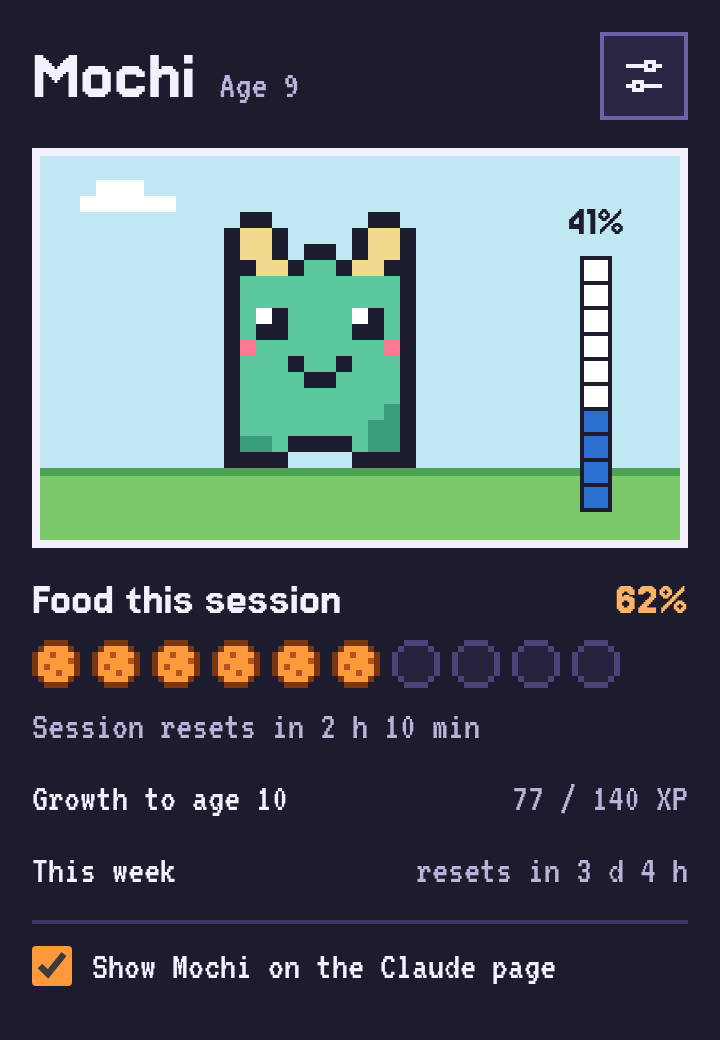 Mochi Age 9
41%
Food this session 62%
Session resets in 2 h 10 min
Growth to age 10 77 / 140 XP
This week resets in 3 d 4 h
Show Mochi on the Claude page